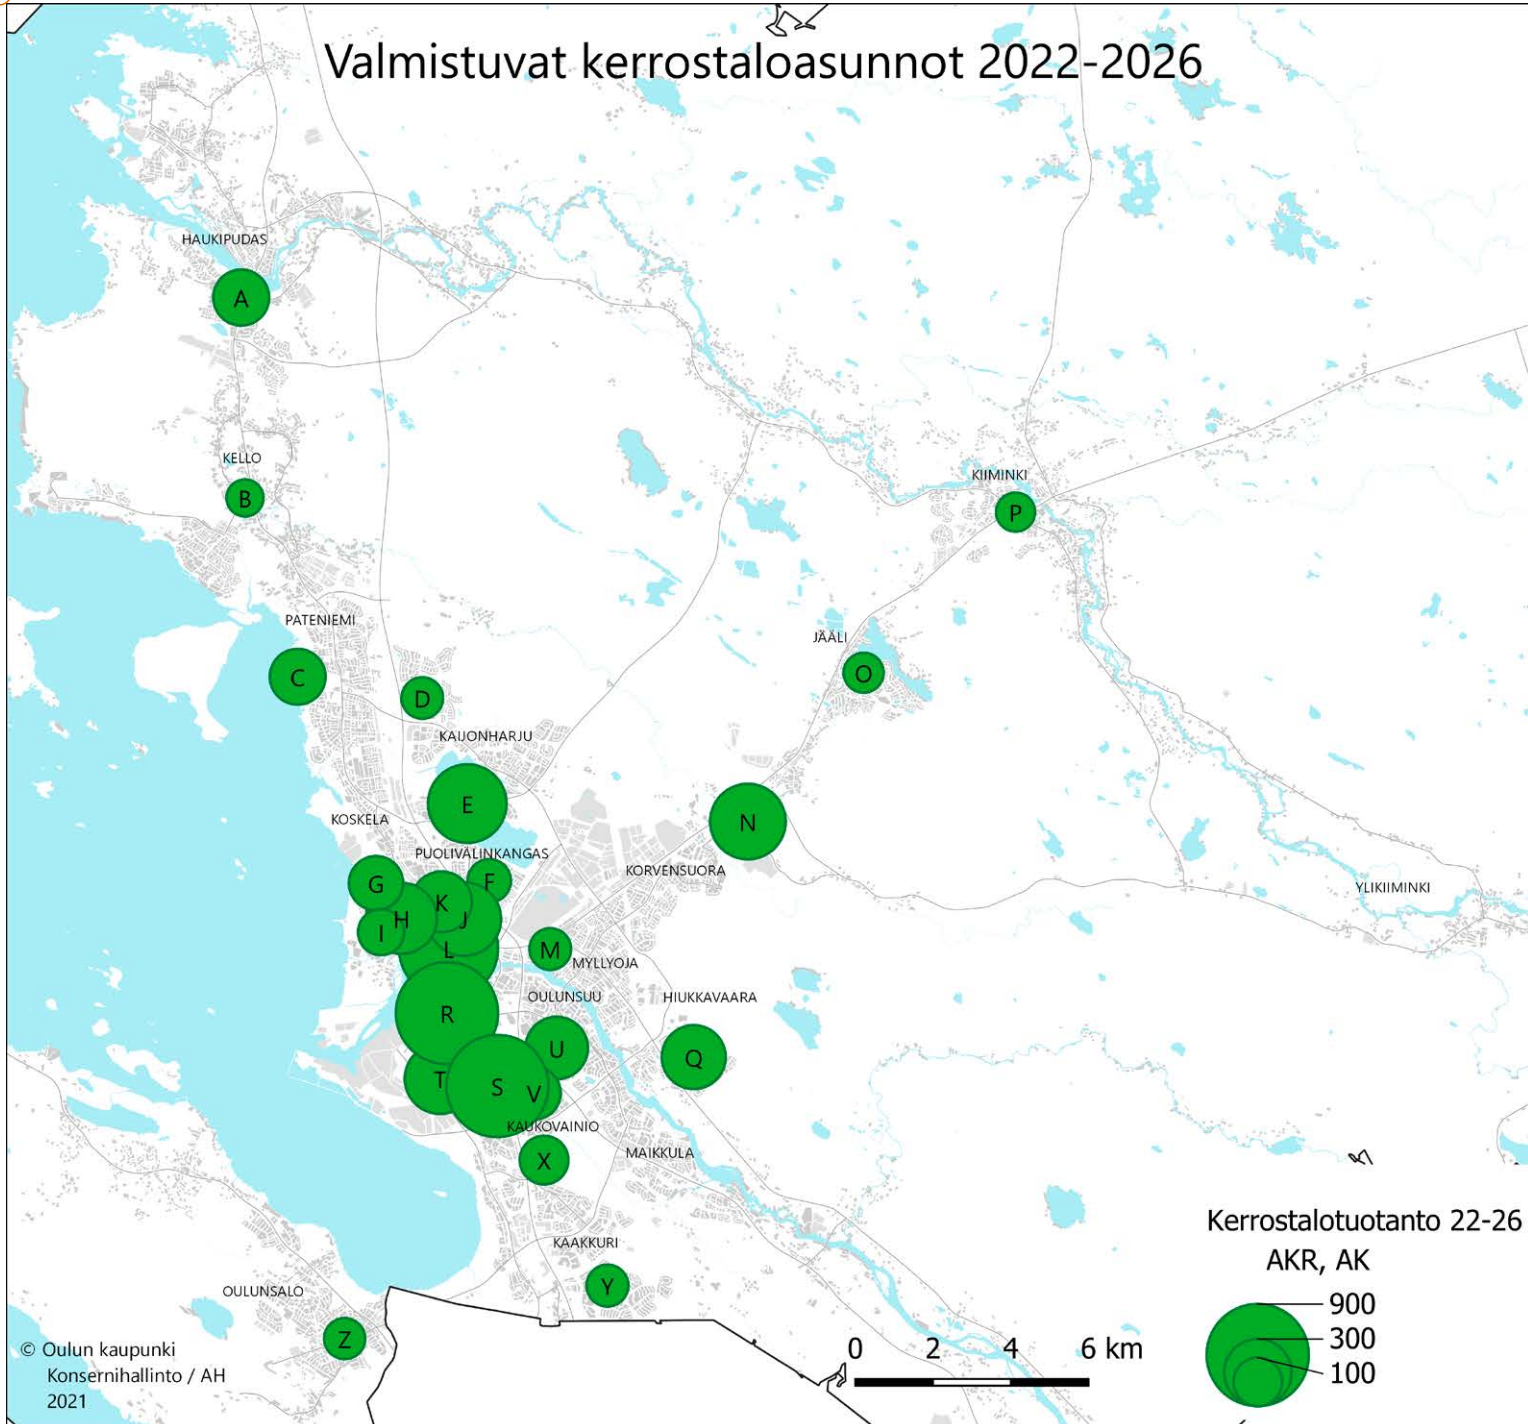 Valmistuvat kerrostaloasunnot 2022-2026
HAUKIPUDAS
A
KELLO
B
KIIMINKI
P
PATENIEMI
JÄÄLI
C
O
D
KAIJONHARJU
E
KOSKELA
N
PUOLIVÄLINKANGAS
KORVENSUORA
F
G
YLIKIIMINKI
K
H
J
I
L
M
MYLLYOJA
OULUNSUU
HIUKKAVAARA
R
U
Q
T
S
V
KAUKOVAINIO
X
MAIKKULA
KAAKKURI
Y
OULUNSALO
Z
Kerrostalotuotanto 22-26
AKR, AK
900
300
100
0 2 4 6 km
© Oulun kaupunki
Konsernihallinto / AH
2021